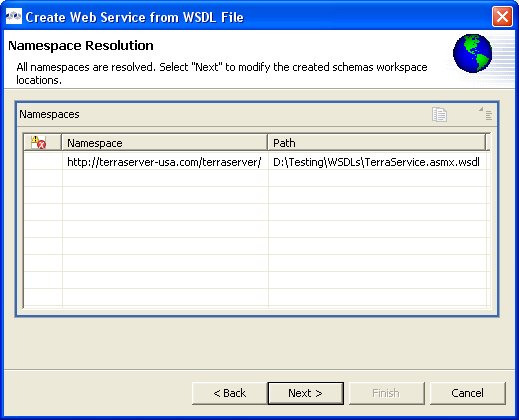 Create Web Service from WSDL File
Namespace Resolution
All namespaces are resolved. Select "Next" to modify the created schemas workspace
locations.
Namespaces
Namespace Path
http://terraserver-usa.com/terraserver/ D:\Testing\WSDLs\TerraService.asmx.wsdl
< Back Next > Finish Cancel